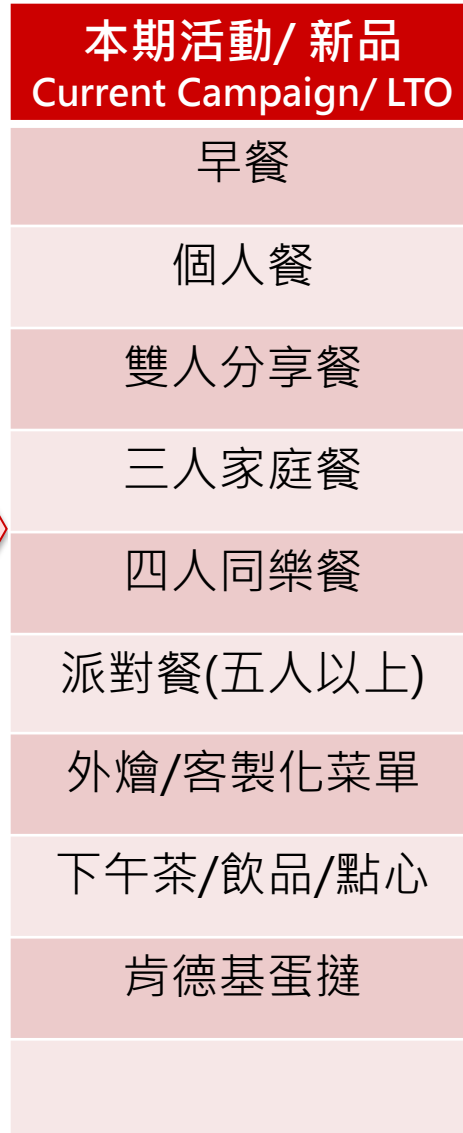 本期活動/ 新品
Current Campaign/ LTO
早餐
個人餐
雙人分享餐
三人家庭餐
四人同樂餐
派對餐(五人以上)
外燴/客製化菜單
下午茶/飲品/點心
肯德基蛋撻